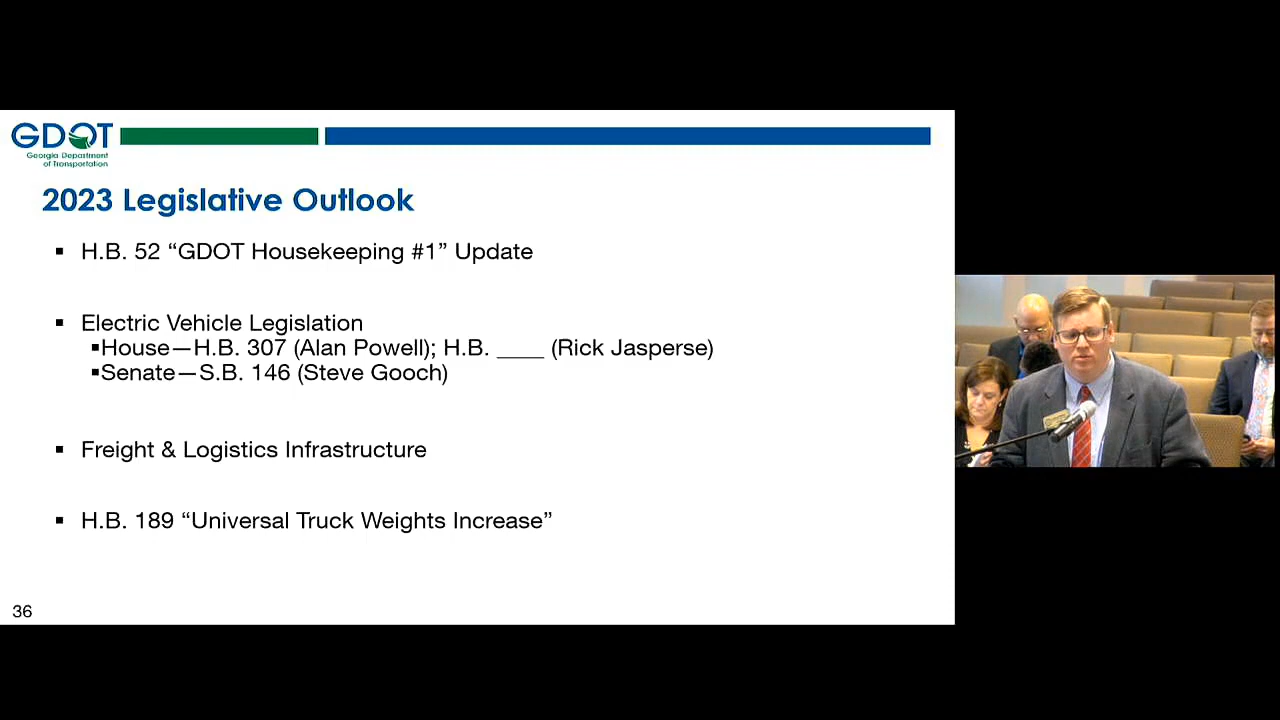 GDOT
Georgia Department
of Transportation
2023 Legislative Outlook
▪ H.B. 52 “GDOT Housekeeping #1” Update
▪ Electric Vehicle Legislation
▪House—H.B. 307 (Alan Powell); H.B. ____ (Rick Jasperse)
▪Senate—S.B. 146 (Steve Gooch)
▪ Freight & Logistics Infrastructure
▪ H.B. 189 “Universal Truck Weights Increase”
36